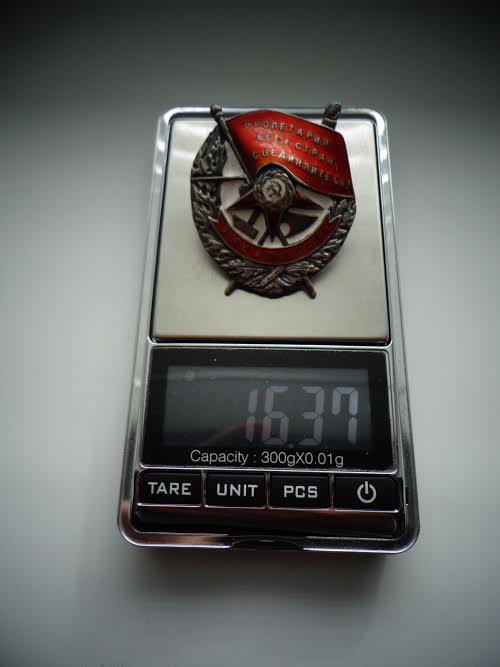 ПРОЛЕТАРИИ
ВСЕХ СТРАН
СОЕДИНЯЙТЕСЬ!
16.37
Capacity : 300gX0.01g
TARE UNIT PCS